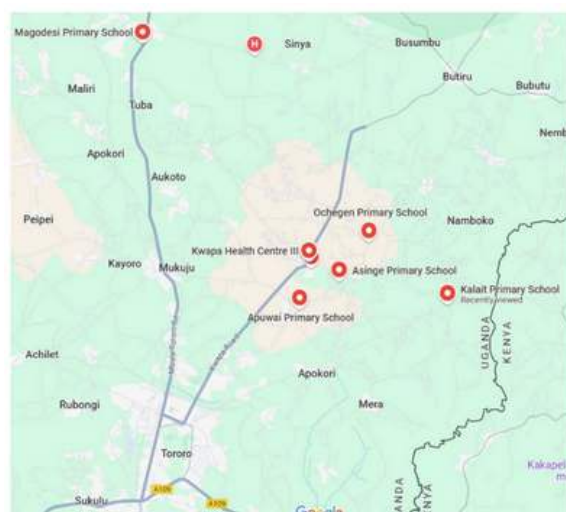 Magodesi Primary School
H
Sinya
Busumbu
Butiru
Bubutu
Maliri
Tuba
Apokori
Aukoto
Ochegen Primary School
Peipei
Namboko
Kwapa Health Centre III
Kayoro
Mukuju
Asinge Primary School
Kalait Primary School
Recently viewed
Apuwai Primary School
UGANDA
KENYA
Achilet
Apokori
Rubongi
Mera
Tororo
A109
Sukulu
A109
Google